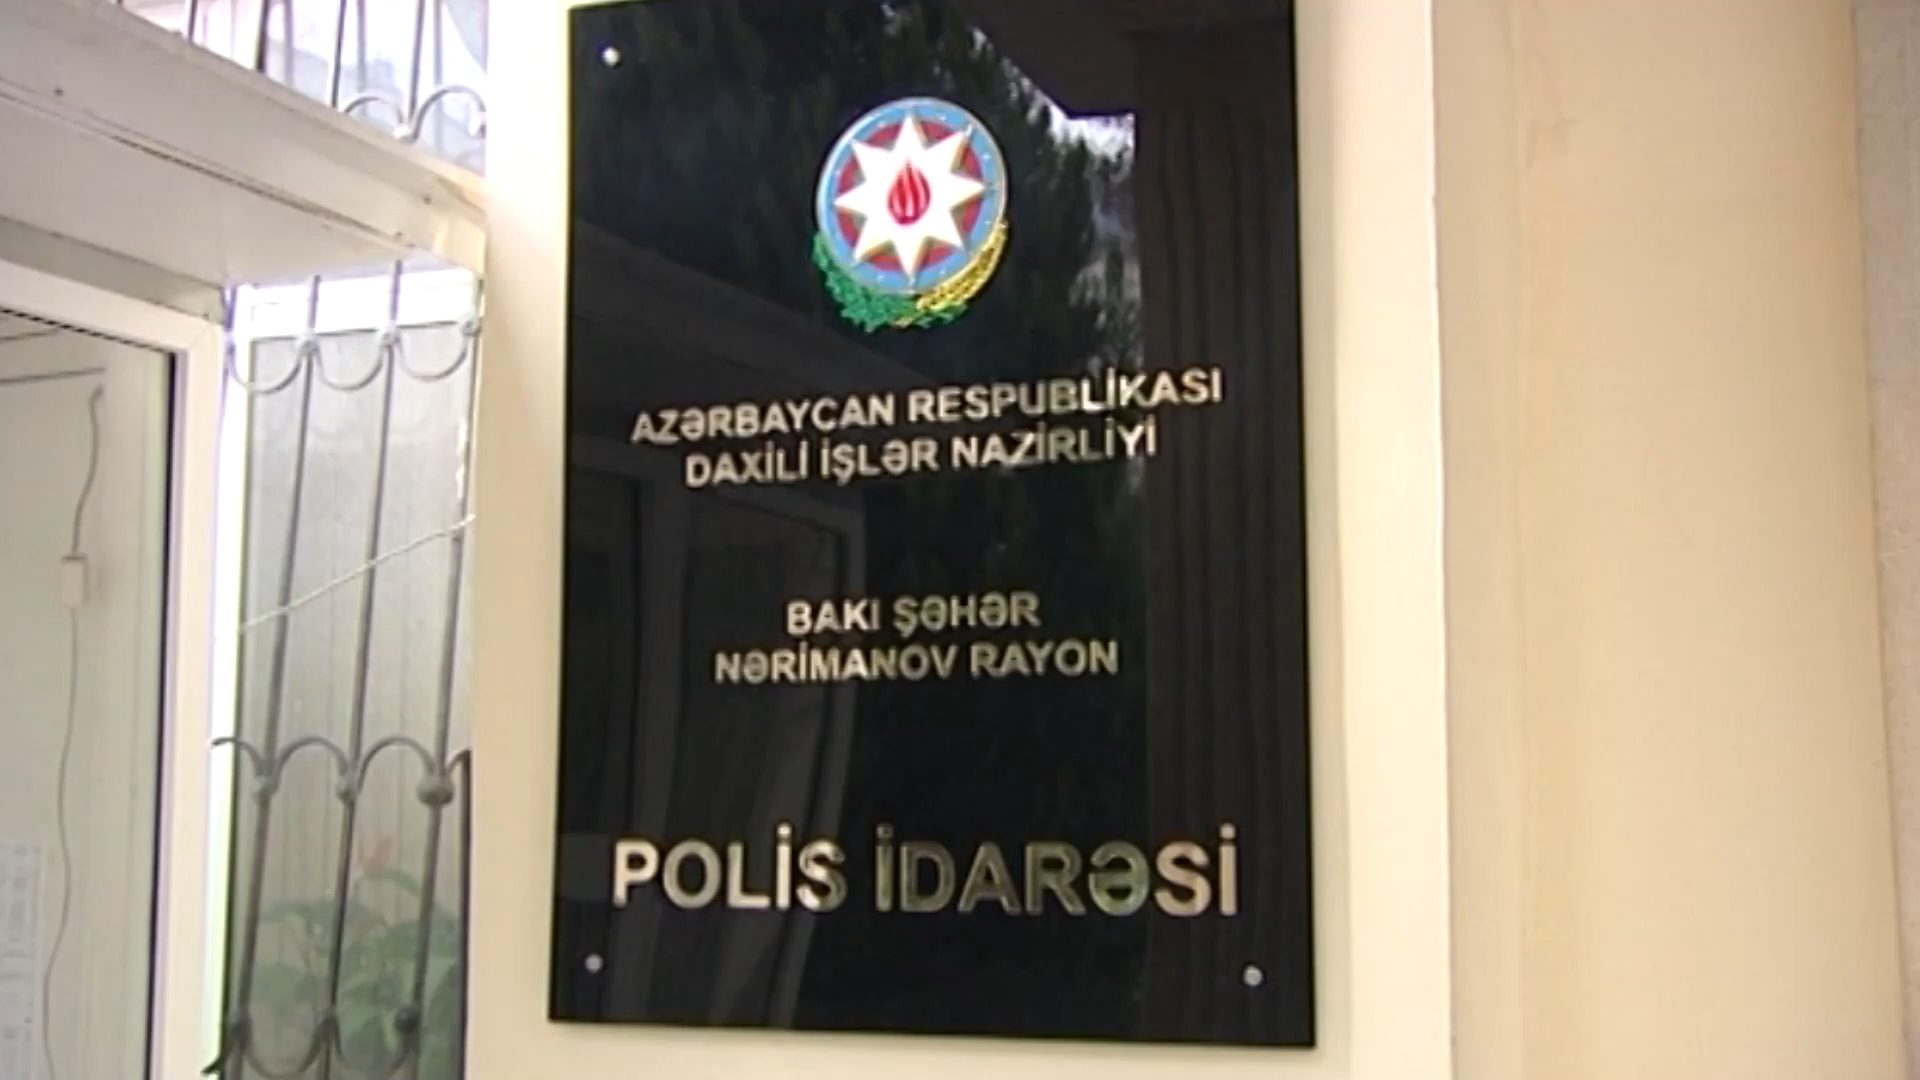 AZƏRBAYCAN RESPUBLİKASI
DAXİLİ İŞLƏR NAZİRLİYİ
BAKI ŞƏHƏR
NƏRİMANOV RAYON
POLİS İDARƏSİ